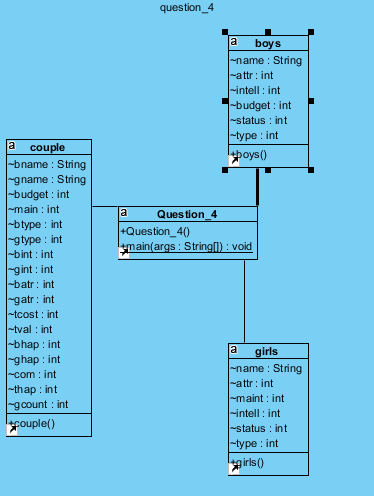 question_4
a
boys
~name : String
~attr : int
~intell : int
~budget : int
~status : int
~type : int
+boys()
a
couple
~bname : String
~gname : String
~budget : int
~main : int
~btype : int
~gtype : int
~bint : int
~gint : int
~batr : int
~gatr : int
~tcost : int
~tval : int
~bhap : int
~ghap : int
~com : int
~thap : int
~gcount : int
+couple()
a
Question_4
+Question_4()
+main(args : String[]) : void
a
girls
~name : String
~attr : int
~maint : int
~intell : int
~status : int
~type : int
+girls()